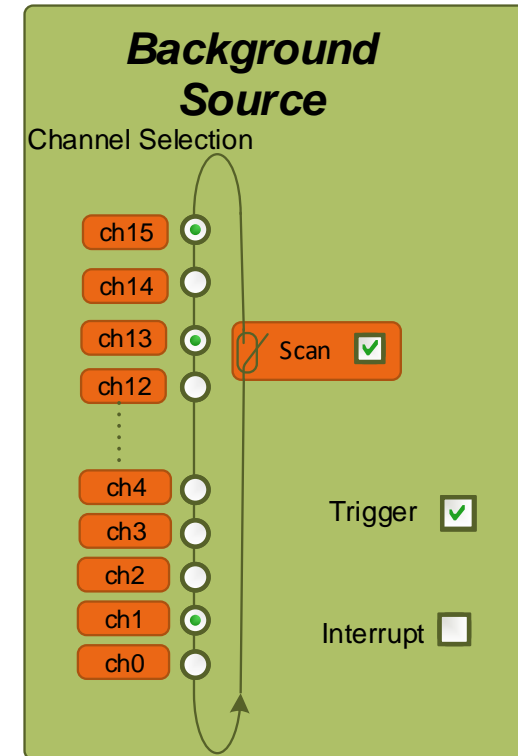 Background
Source
Channel Selection
ch15
ch14
ch13
Scan
ch12
ch4
Trigger
ch3
ch2
ch1
Interrupt
ch0